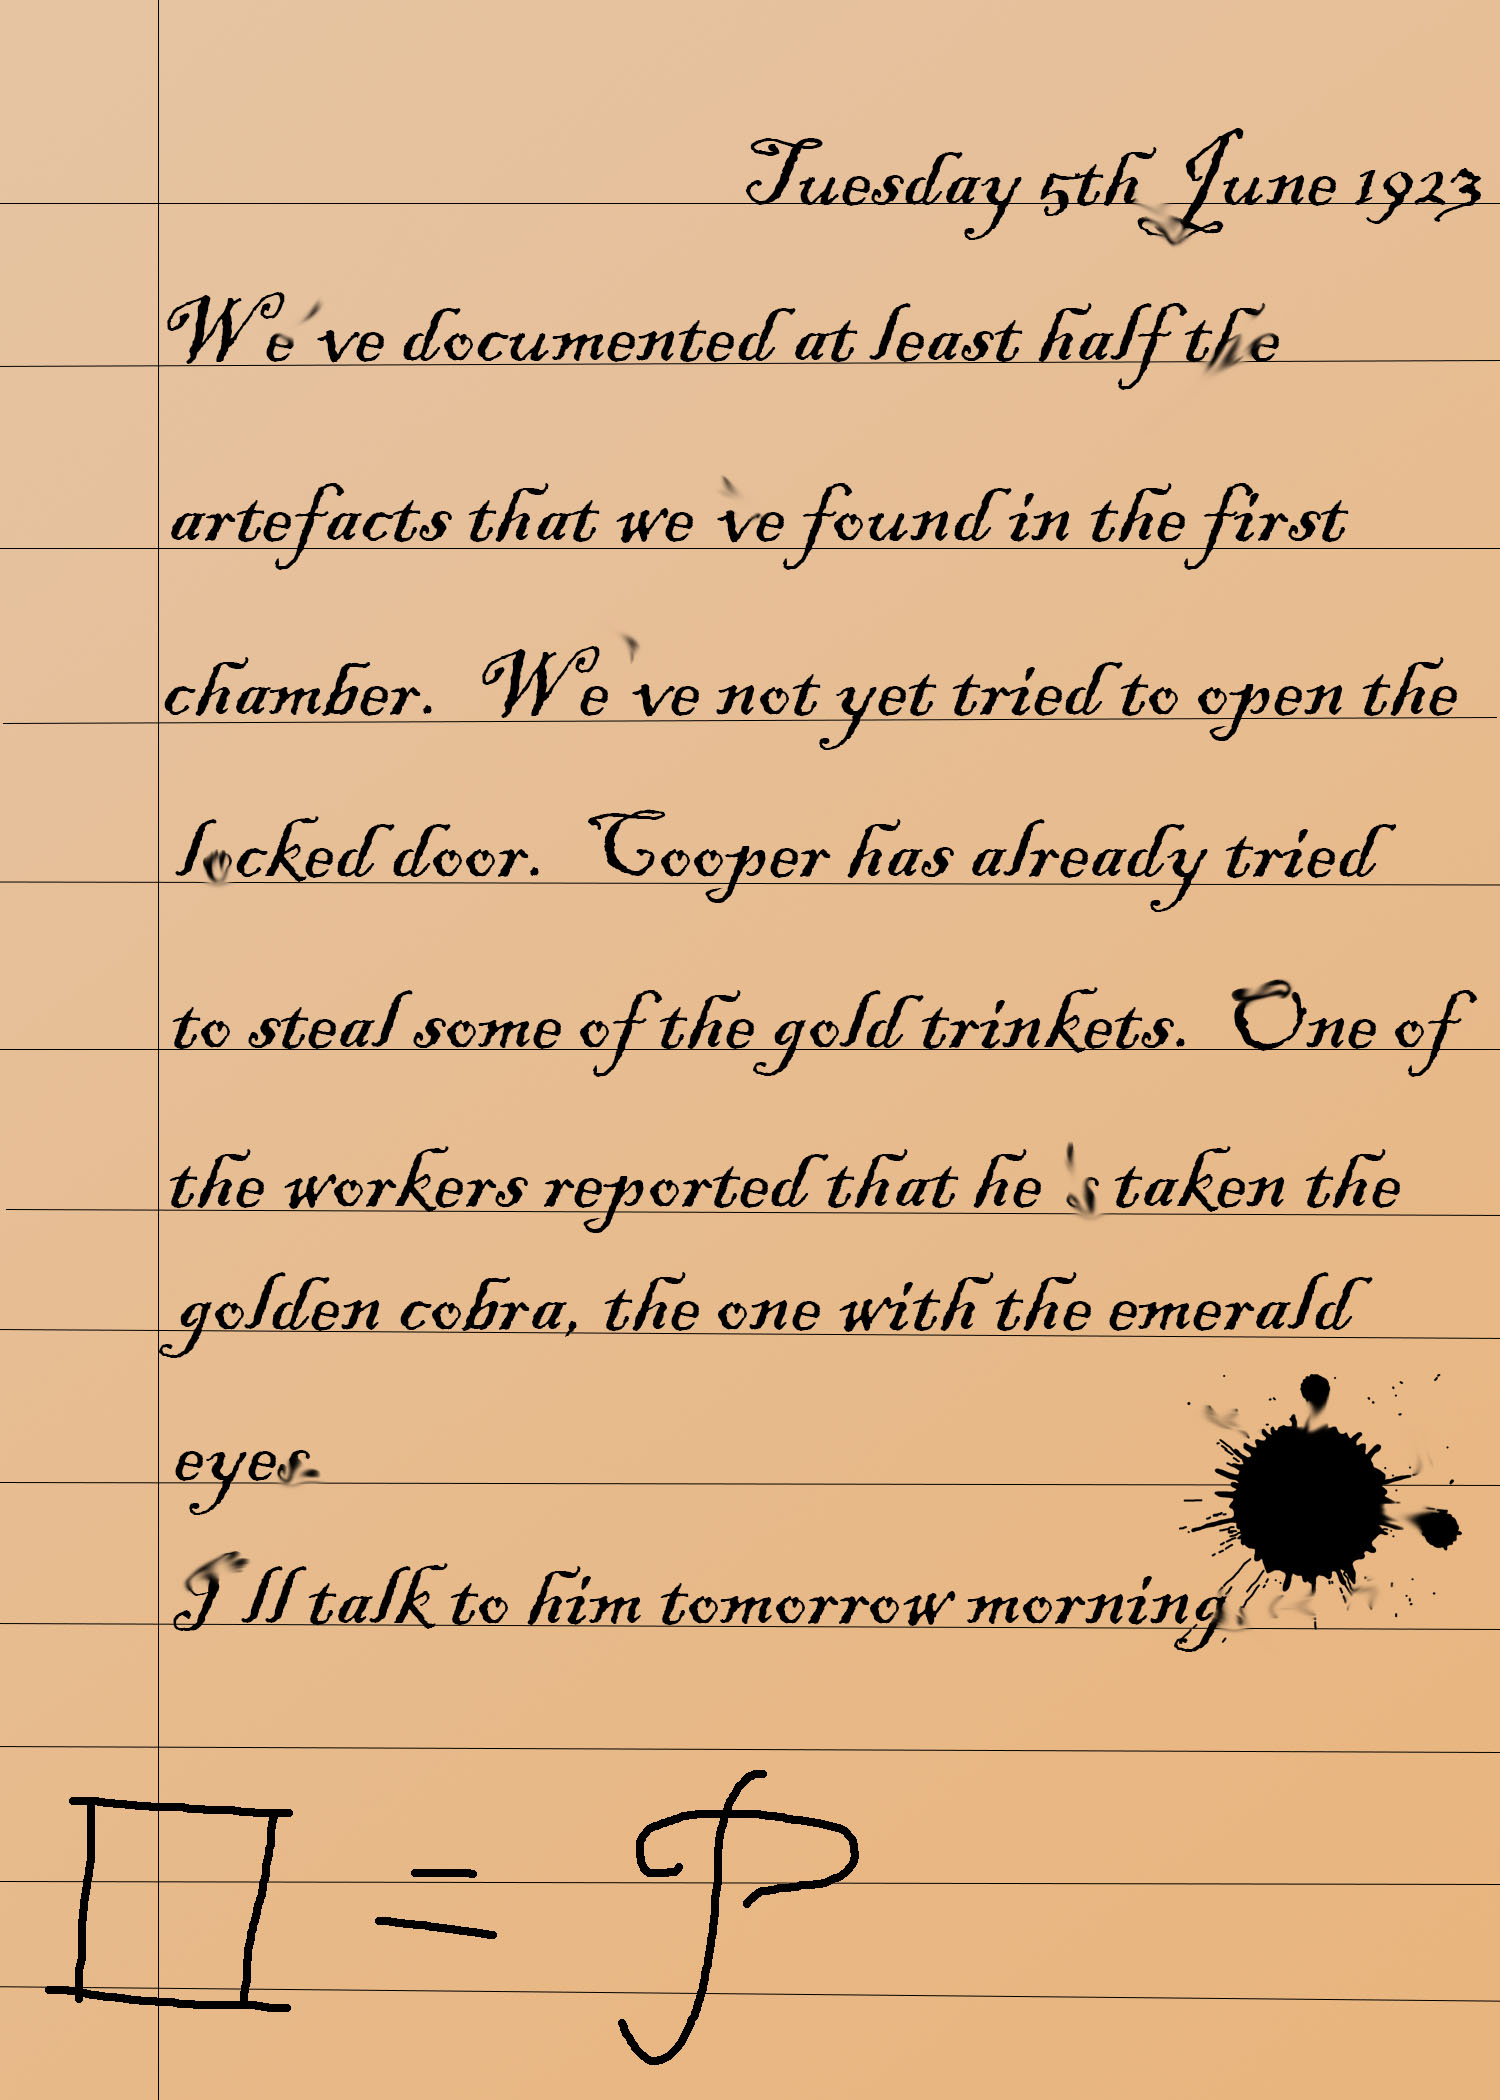 Tuesday 5th June 1923
We've documented at least half the
artefacts that we've found in the first
chamber. We've not yet tried to open the
locked door. Cooper has already tried
to steal some of the gold trinkets. One of
the workers reported that he's taken the
golden cobra, the one with the emerald
eyes.
I'll talk to him tomorrow morning.
□ = P